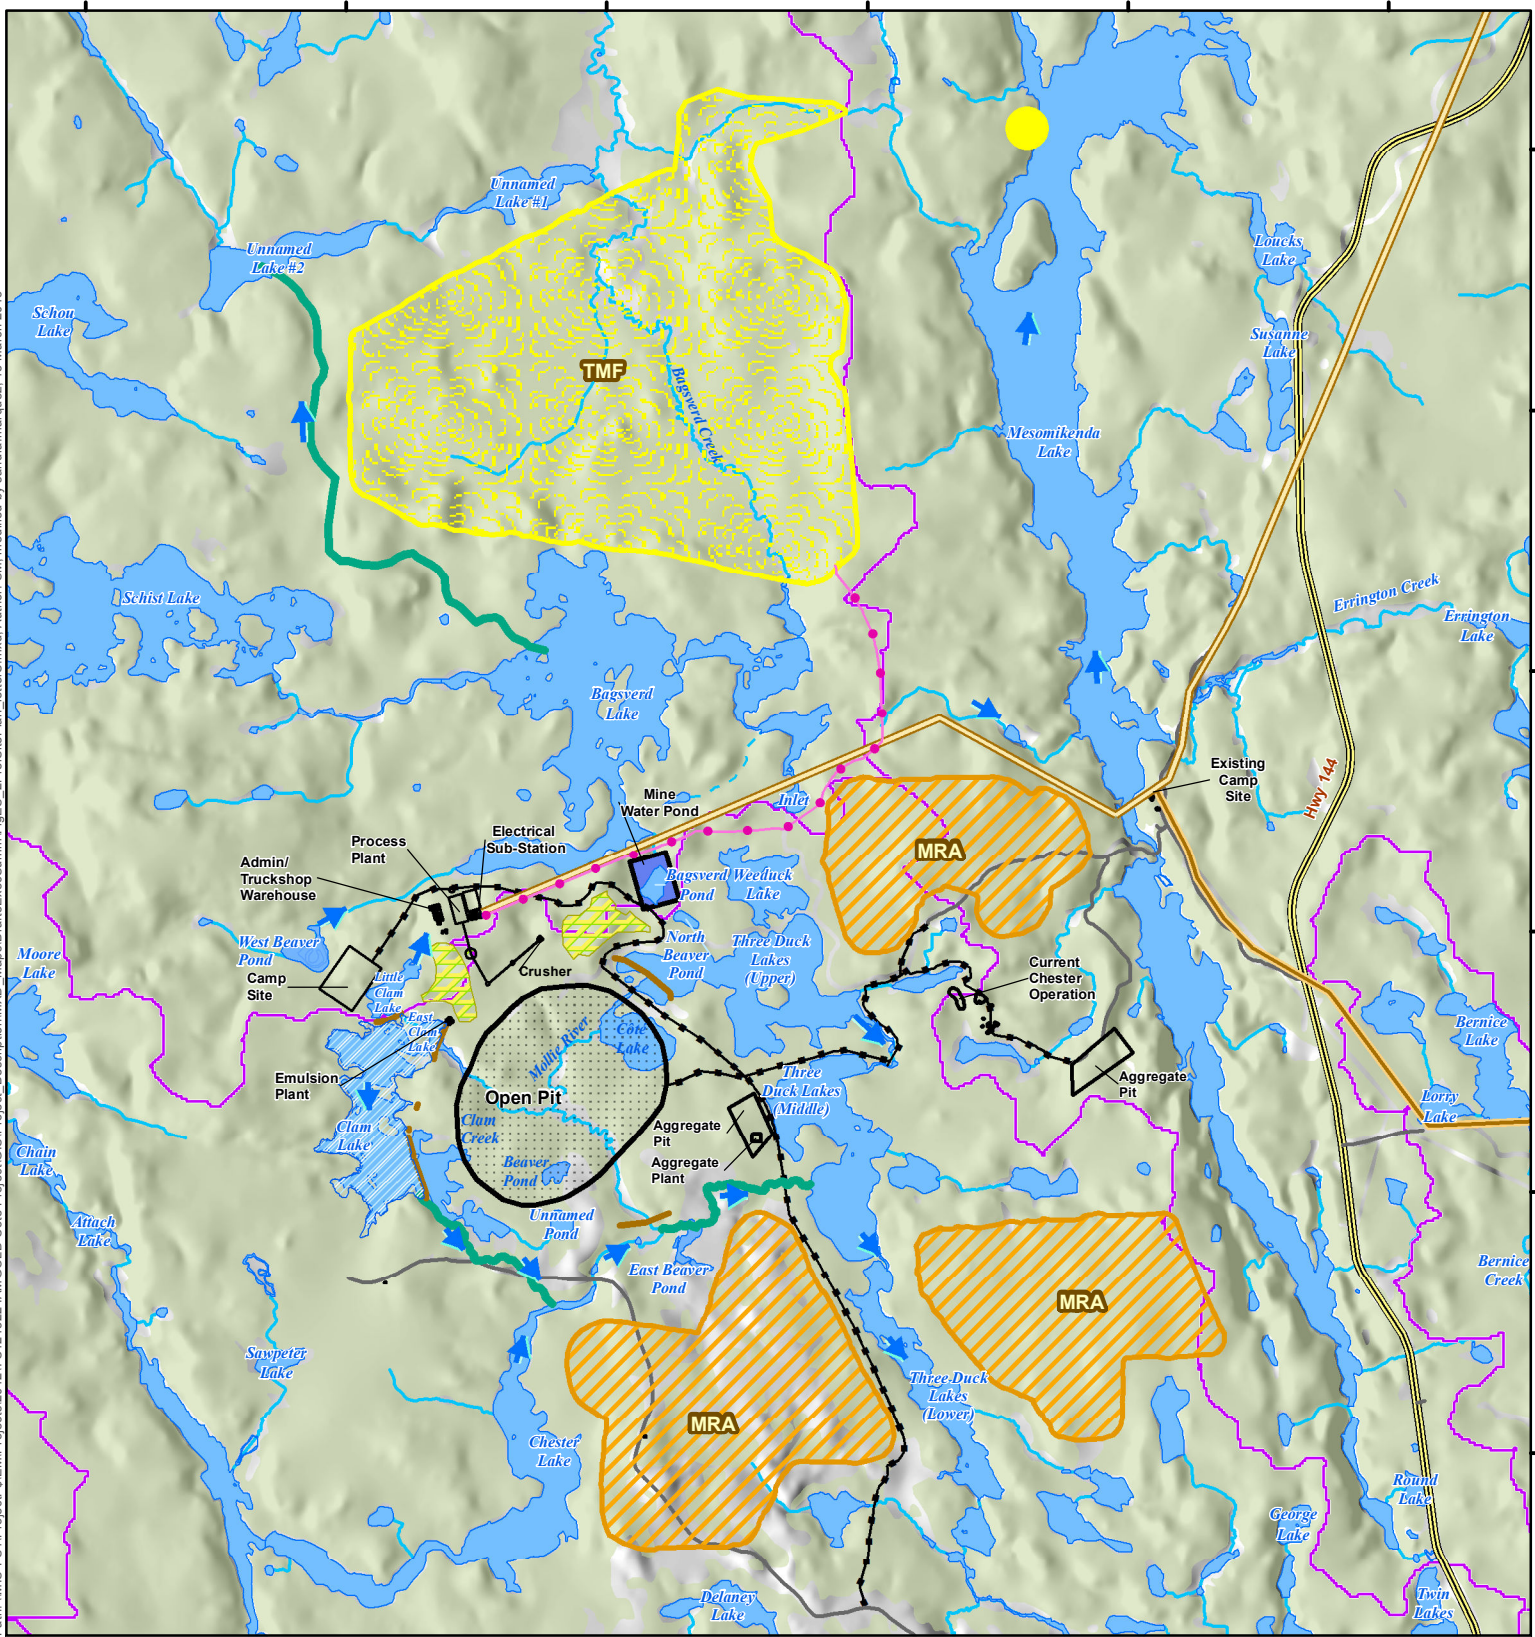 Unnamed
Lake #1
Unnamed
Lake #2
Loucks
Lake
Schou
Lake
Susanne
Lake
TMF
Bagsverd Creek
Mesomikenda
Lake
Schist Lake
Errington Creek
Errington
Lake
Bagsverd
Lake
Existing
Camp
Site
Hwy 144
Mine
Water Pond
Inlet
Process
Plant
Electrical
Sub-Station
Admin/
Truckshop
Warehouse
MRA
Bagsverd
Pond
Weeduck
Lake
West Beaver
Pond
North
Beaver
Pond
Three Duck
Lakes
(Upper)
Moore
Lake
Camp
Site
Little
Clam
Lake
Crusher
Current
Chester
Operation
East
Clam
Lake
Mollie River
Cote
Lake
Bernice
Lake
Emulsion
Plant
Open Pit
Three
Duck Lakes
(Middle)
Aggregate
Pit
Lorry
Lake
Clam
Lake
Clam
Creek
Aggregate
Pit
Chain
Lake
Beaver
Pond
Aggregate
Plant
Attach
Lake
Unnamed
Pond
East Beaver
Pond
Bernice
Creek
MRA
Sawpeter
Lake
Three Duck
Lakes
(Lower)
MRA
Chester
Lake
Round
Lake
George
Lake
Delaney
Lake
Twin
Lakes